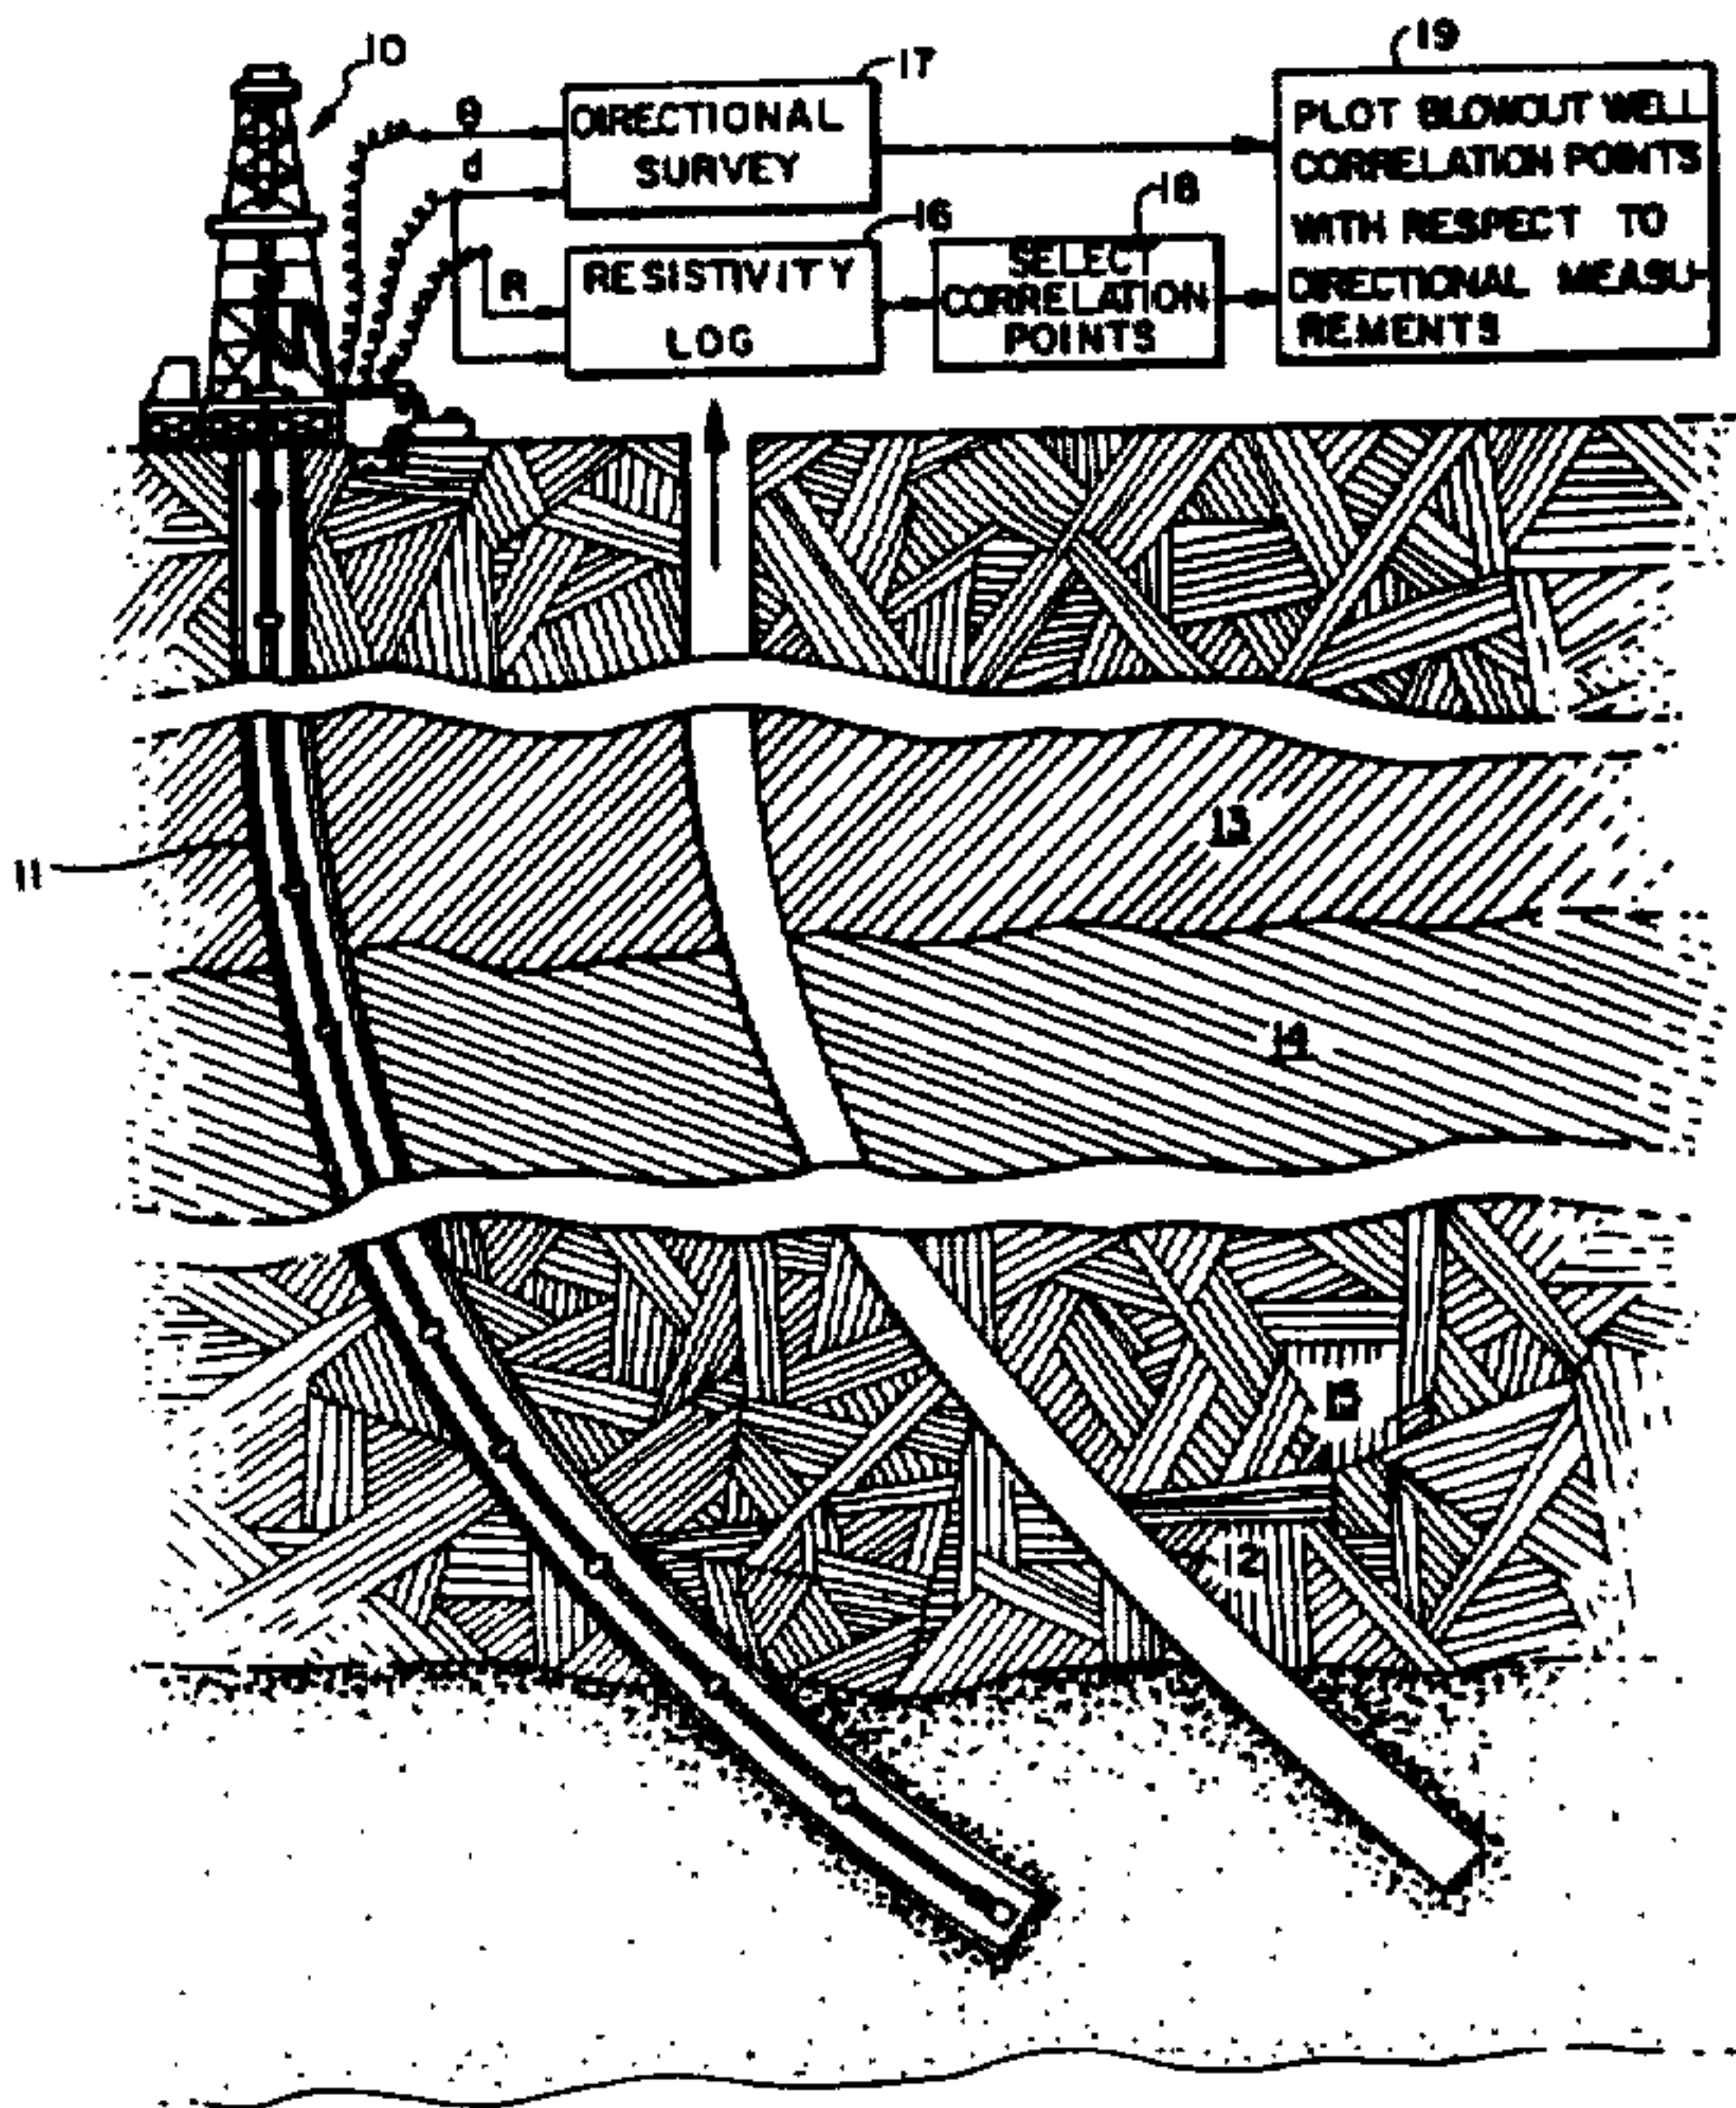 10
17
19
θ
DIRECTIONAL
SURVEY
d
PLOT BLOWOUT WELL
CORRELATION POINTS
WITH RESPECT TO
DIRECTIONAL MEASU-
REMENTS
16
18
R
RESISTIVITY
LOG
SELECT
CORRELATION
POINTS
13
11
14
15
12